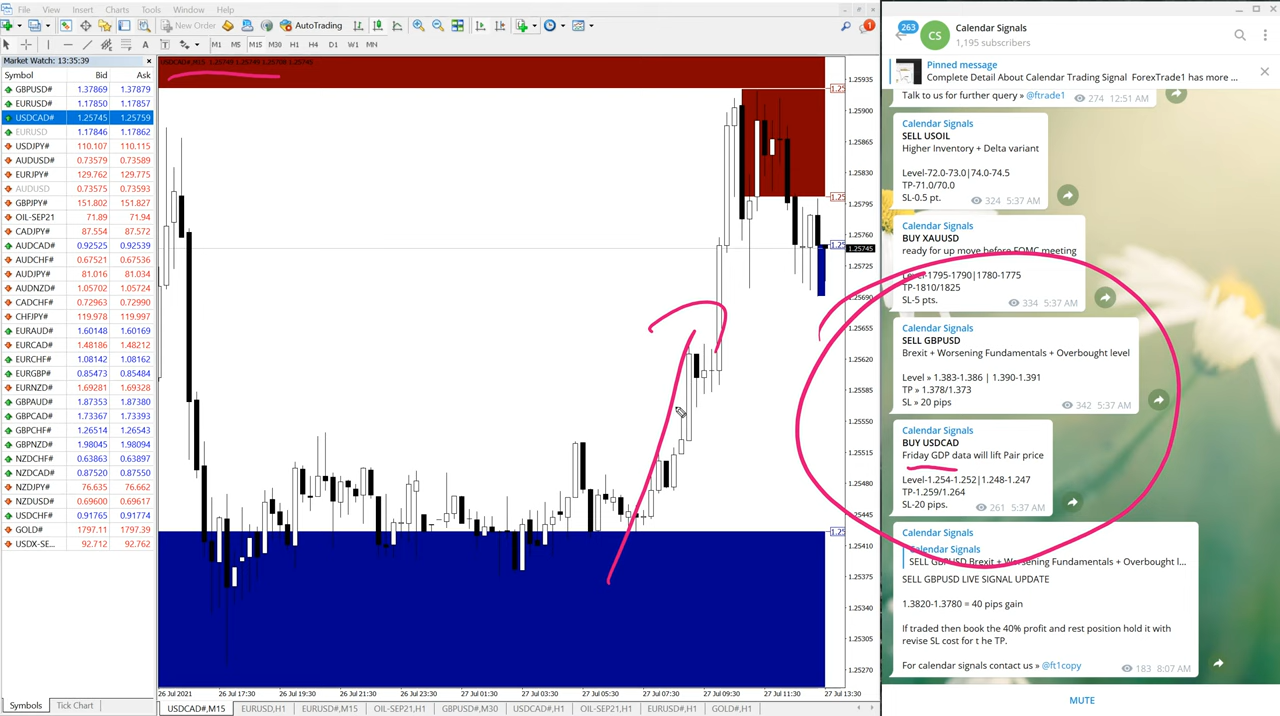 File View Insert Charts Tools Window Help
New Order AutoTrading
M1 M5 M15 M30 H1 H4 D1 W1 MN
1
Market Watch: 13:35:39
Symbol Bid Ask
GBPUSD# 1.37869 1.37879
EURUSD# 1.17850 1.17857
USDCAD# 1.25745 1.25759
EURUSD 1.17846 1.17862
USDJPY# 110.107 110.115
AUDUSD# 0.73579 0.73589
EURJPY# 129.762 129.775
AUDUSD 0.73575 0.73593
GBPJPY# 151.802 151.827
OIL-SEP21 71.89 71.94
CADJPY# 87.554 87.572
AUDCAD# 0.92525 0.92539
AUDCHF# 0.67521 0.67536
AUDJPY# 81.016 81.034
AUDNZD# 1.05702 1.05724
CADCHF# 0.72963 0.72990
CHFJPY# 119.978 119.997
EURAUD# 1.60148 1.60169
EURCAD# 1.48186 1.48212
EURCHF# 1.08142 1.08162
EURGBP# 0.85473 0.85484
EURNZD# 1.69281 1.69328
GBPAUD# 1.87353 1.87380
GBPCAD# 1.73367 1.73393
GBPCHF# 1.26514 1.26543
GBPNZD# 1.98045 1.98094
NZDCHF# 0.63863 0.63897
NZDCAD# 0.87520 0.87550
NZDJPY# 76.635 76.662
NZDUSD# 0.69600 0.69617
USDCHF# 0.91765 0.91774
GOLD# 1797.11 1797.39
USDX-SE... 92.712 92.762
Symbols Tick Chart
USDCAD#,M15 1.25749 1.25749 1.25708 1.25745
1.25935
1.25
1.25900
1.25865
1.25830
1.25
1.25795
1.25760
1.25
1.25745
1.25725
1.25690
1.25655
1.25620
1.25585
1.25550
1.25515
1.25480
1.25445
1.25
1.25410
1.25375
1.25340
1.25305
1.25270
26 Jul 2021 26 Jul 17:30 26 Jul 19:30 26 Jul 21:30 26 Jul 23:30 27 Jul 01:30 27 Jul 03:30 27 Jul 05:30 27 Jul 07:30 27 Jul 09:30 27 Jul 11:30 27 Jul 13:30
USDCAD#,M15 EURUSD,H1 EURUSD#,M15 OIL-SEP21,H1 GBPUSD#,M30 USDCAD#,H1 OIL-SEP21,H1 EURUSD#,H1 GOLD#,H1
263
CS
Calendar Signals
1,195 subscribers
Pinned message
Complete Detail About Calendar Trading Signal ForexTrade1 has more ...
Talk to us for further query » @ftrade1 274 12:51 AM
Calendar Signals
SELL USOIL
Higher Inventory + Delta variant
Level-72.0-73.0|74.0-74.5
TP-71.0/70.0
SL-0.5 pt. 324 5:37 AM
Calendar Signals
BUY XAUUSD
ready for up move before FOMC meeting
Level-1795-1790|1780-1775
TP-1810/1825
SL-5 pts. 334 5:37 AM
Calendar Signals
SELL GBPUSD
Brexit + Worsening Fundamentals + Overbought level
Level » 1.383-1.386 | 1.390-1.391
TP » 1.378/1.373
SL » 20 pips 342 5:37 AM
Calendar Signals
BUY USDCAD
Friday GDP data will lift Pair price
Level-1.254-1.252|1.248-1.247
TP-1.259/1.264
SL-20 pips. 261 5:37 AM
Calendar Signals
Calendar Signals
SELL GBPUSD Brexit + Worsening Fundamentals + Overbought l...
SELL GBPUSD LIVE SIGNAL UPDATE
1.3820-1.3780 = 40 pips gain
If traded then book the 40% profit and rest position hold it with
revise SL cost for t he TP.
For calendar signals contact us » @ft1copy 183 8:07 AM
MUTE